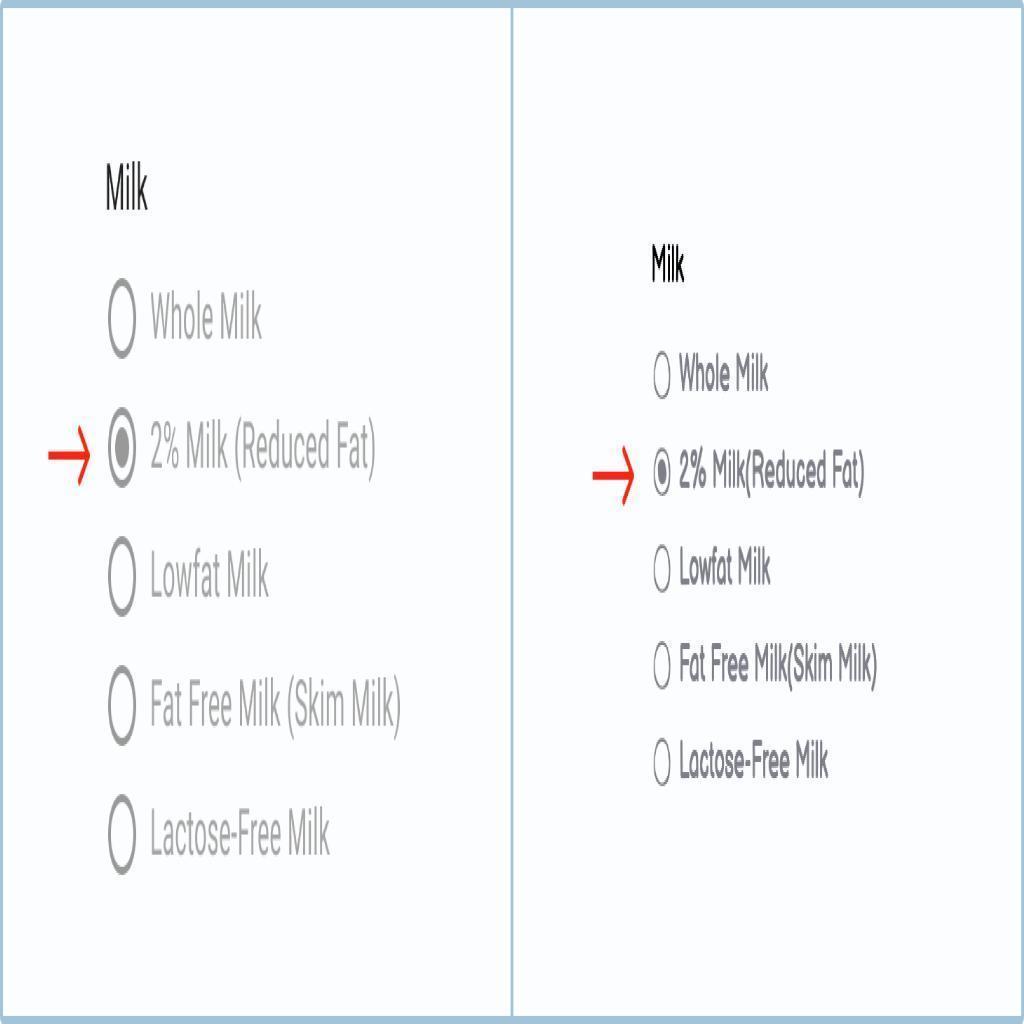 Milk
Whole Milk
2% Milk (Reduced Fat)
Lowfat Milk
Fat Free Milk (Skim Milk)
Lactose-Free Milk
Milk
Whole Milk
2% Milk(Reduced Fat)
Lowfat Milk
Fat Free Milk(Skim Milk)
Lactose-Free Milk